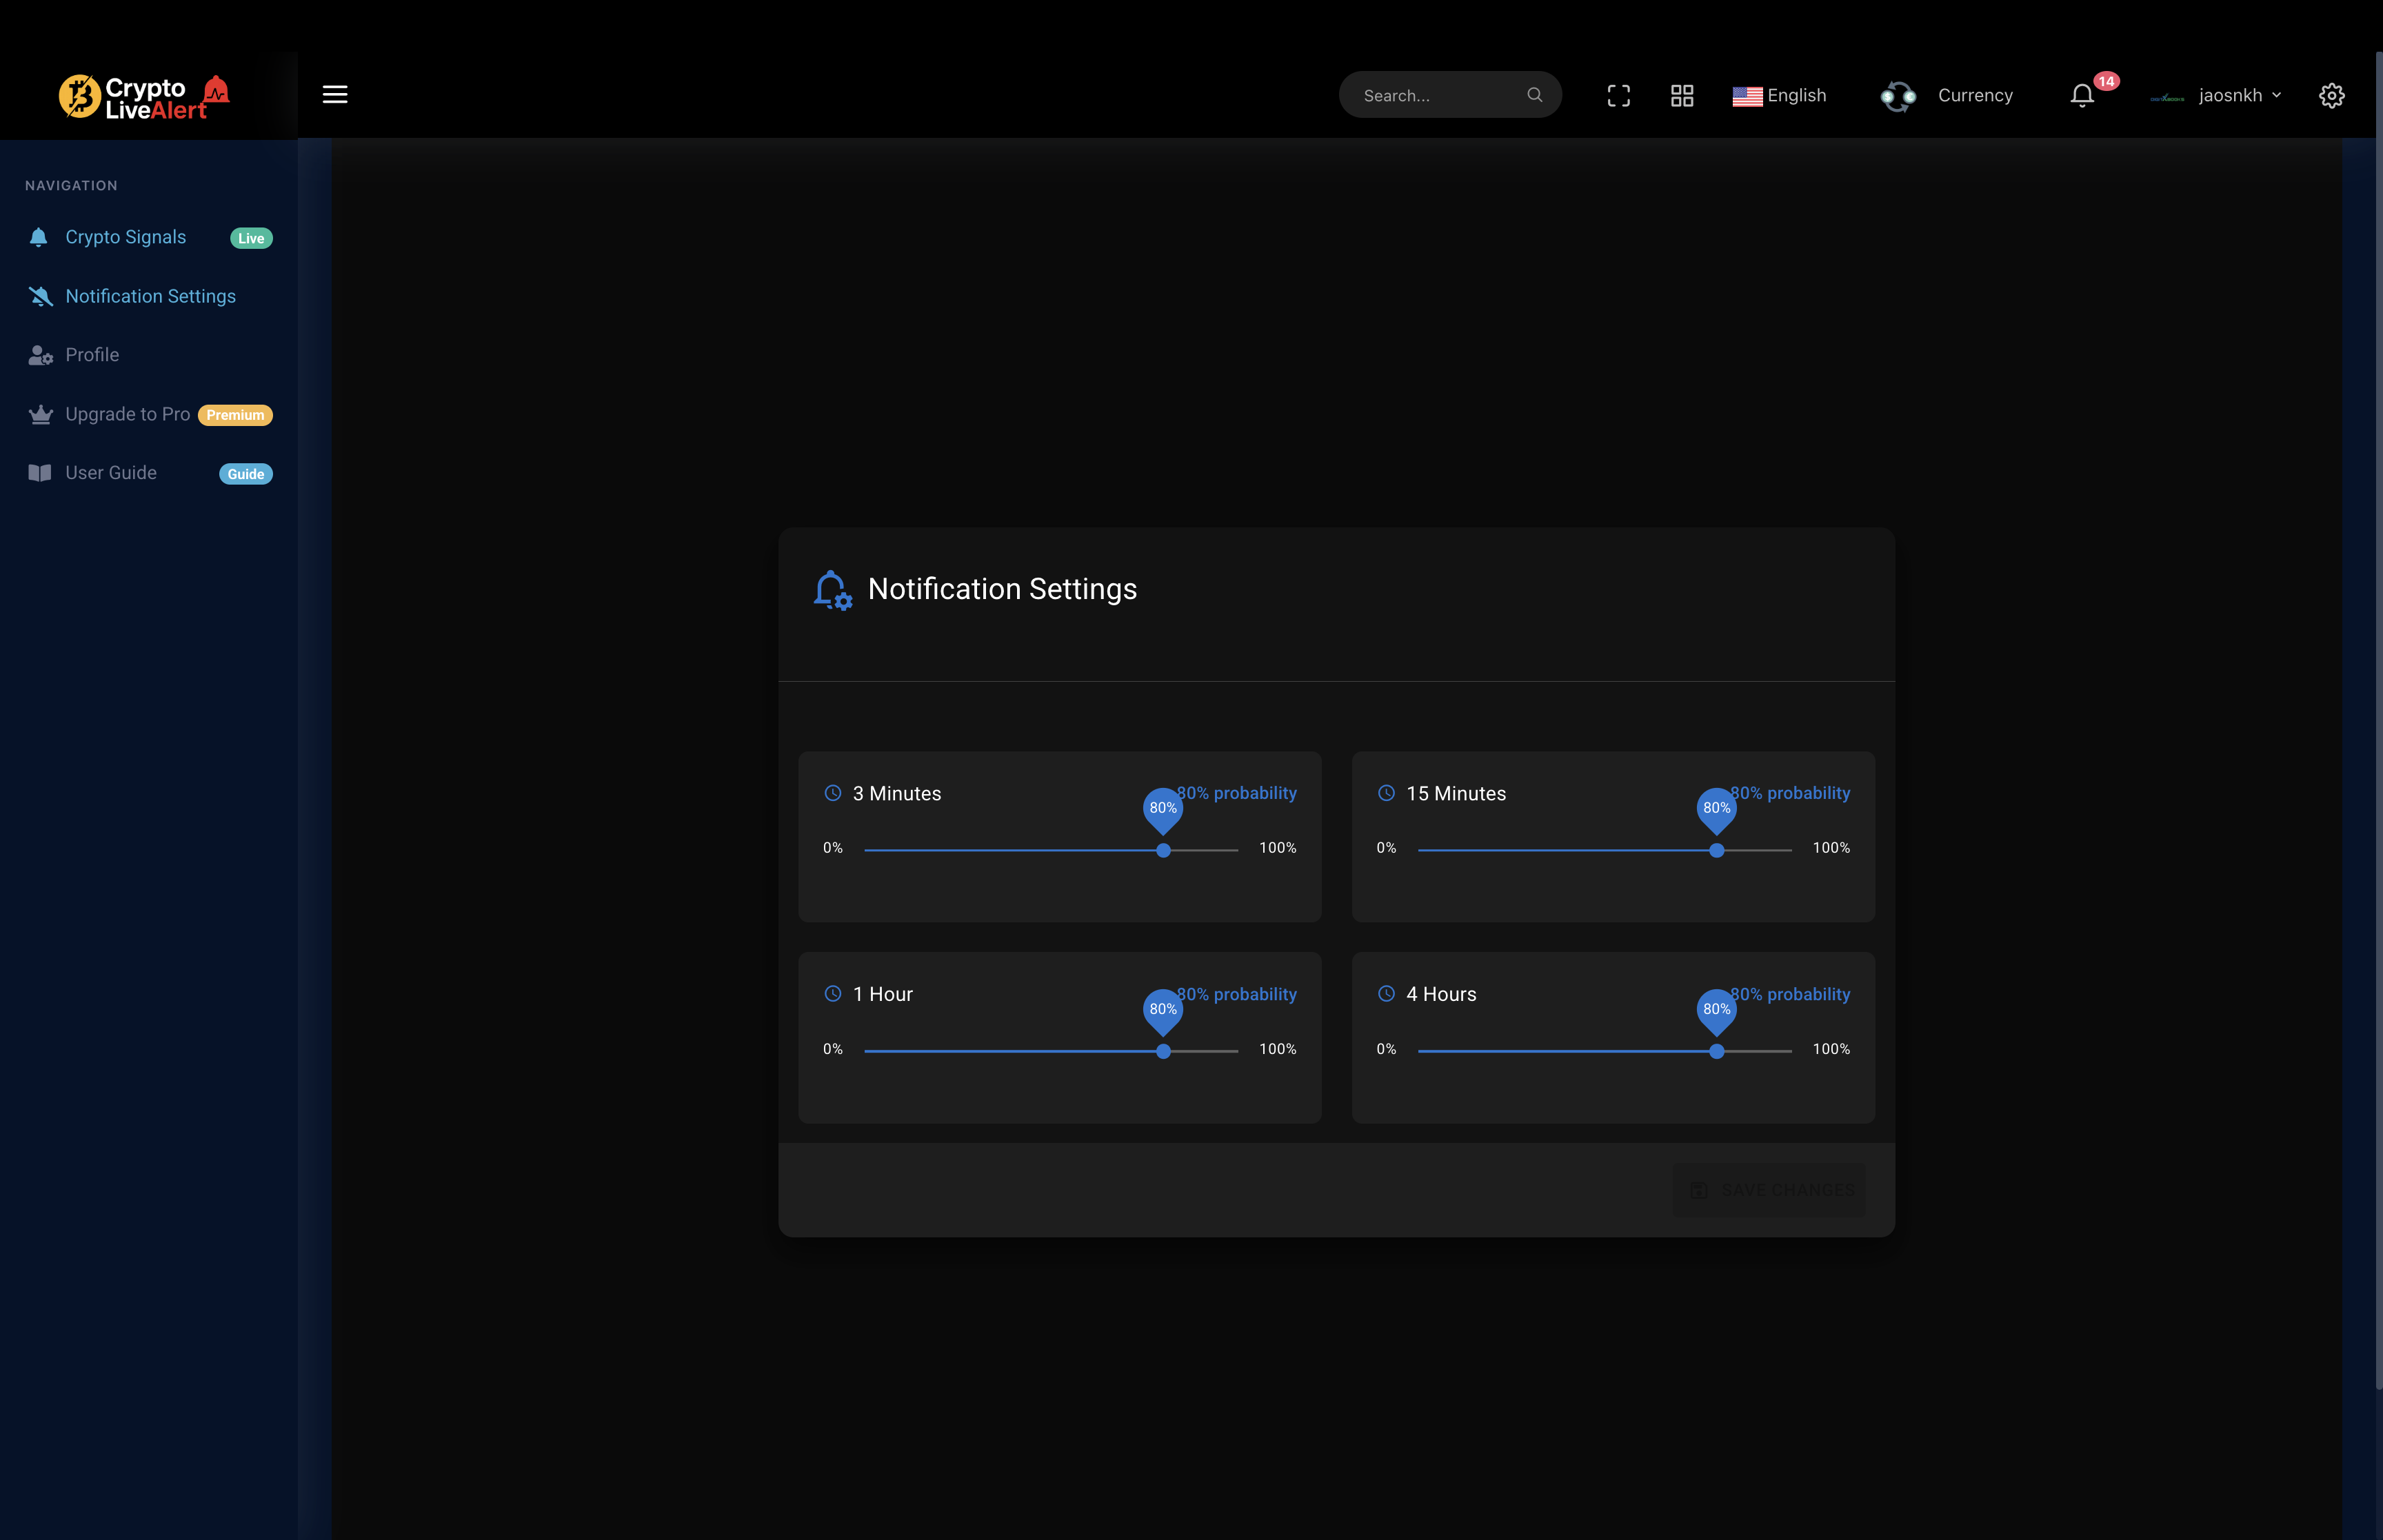 Crypto
LiveAlert
Search...
English
Currency
14
jaosnkh
NAVIGATION
Crypto Signals
Live
Notification Settings
Profile
Upgrade to Pro
Premium
User Guide
Guide
Notification Settings
3 Minutes
80% probability
80%
0%
100%
15 Minutes
80% probability
80%
0%
100%
1 Hour
80% probability
80%
0%
100%
4 Hours
80% probability
80%
0%
100%
SAVE CHANGES